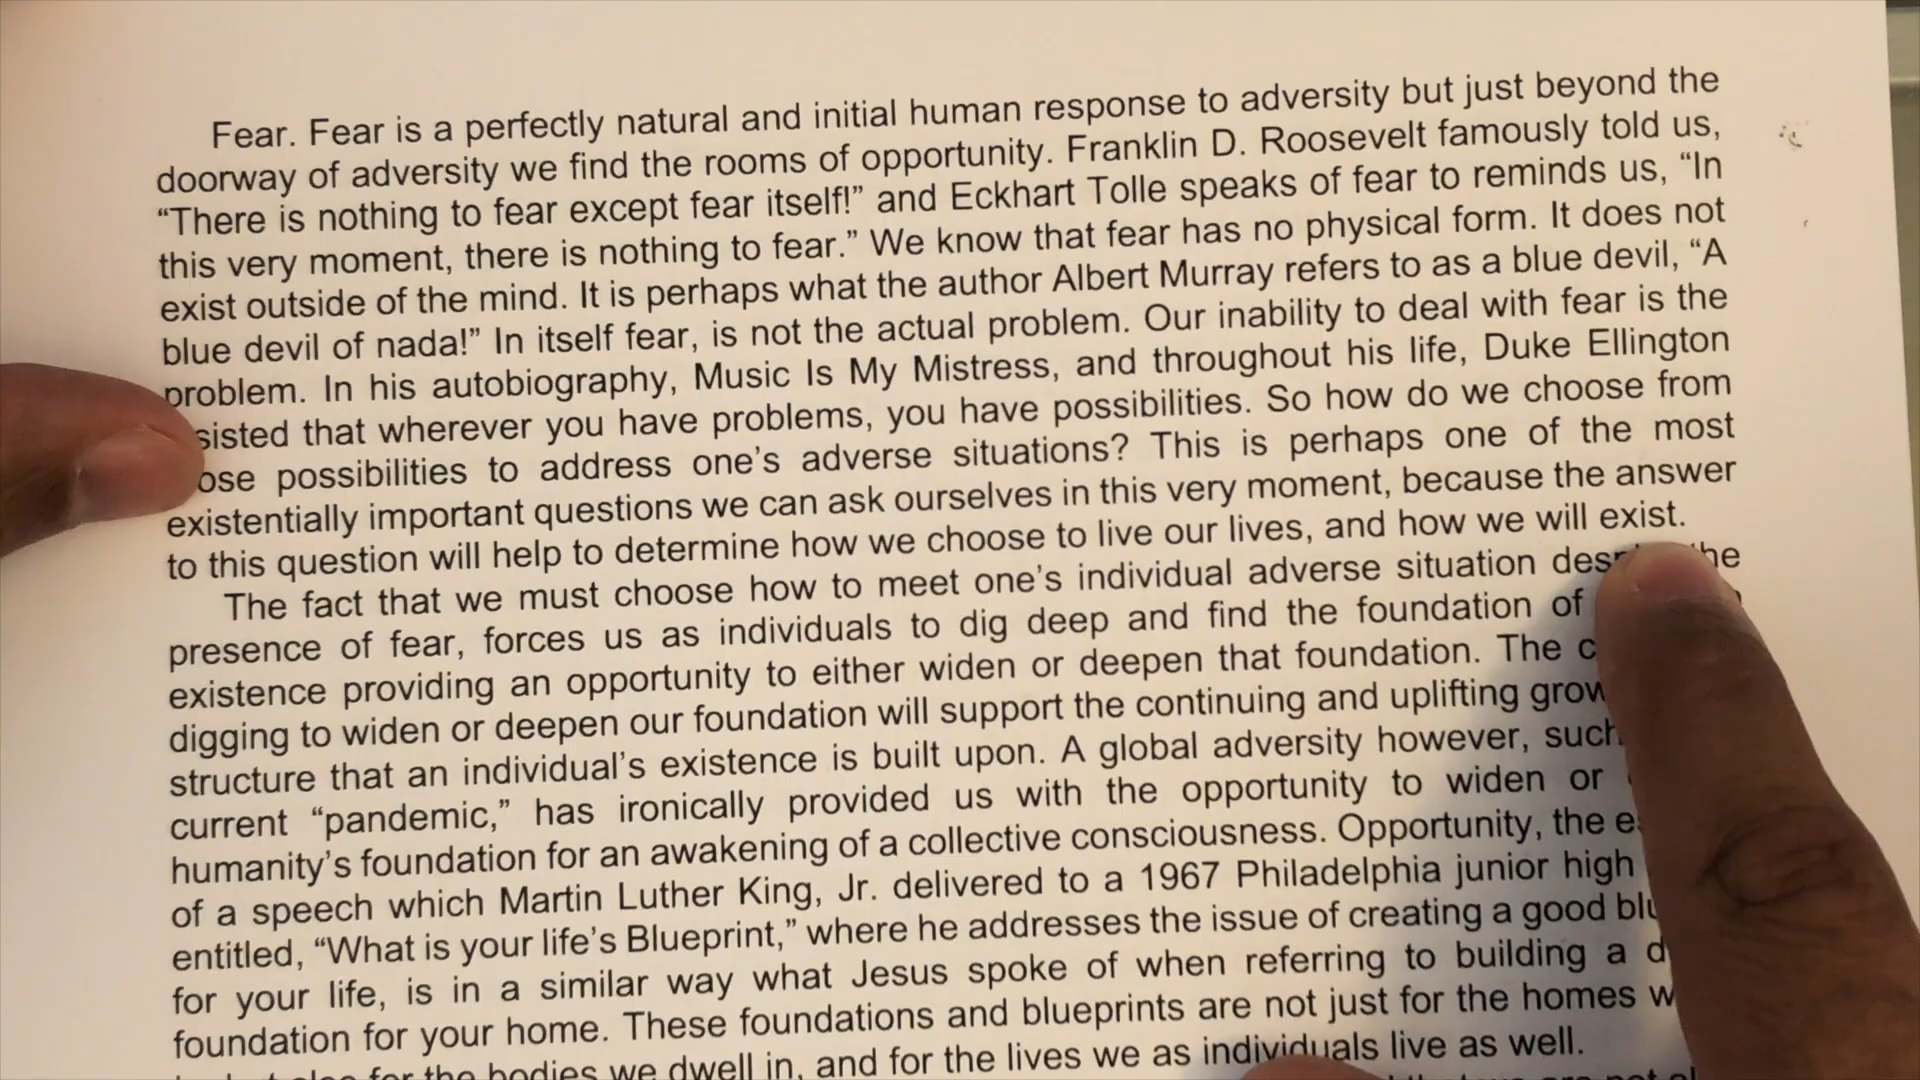 Fear. Fear is a perfectly natural and initial human response to adversity but just beyond the
doorway of adversity we find the rooms of opportunity. Franklin D. Roosevelt famously told us,
“There is nothing to fear except fear itself!” and Eckhart Tolle speaks of fear to reminds us, “In
this very moment, there is nothing to fear.” We know that fear has no physical form. It does not
exist outside of the mind. It is perhaps what the author Albert Murray refers to as a blue devil, “A
blue devil of nada!” In itself fear, is not the actual problem. Our inability to deal with fear is the
problem. In his autobiography, Music Is My Mistress, and throughout his life, Duke Ellington
sisted that wherever you have problems, you have possibilities. So how do we choose from
ose possibilities to address one’s adverse situations? This is perhaps one of the most
existentially important questions we can ask ourselves in this very moment, because the answer
to this question will help to determine how we choose to live our lives, and how we will exist.
The fact that we must choose how to meet one’s individual adverse situation
presence of fear, forces us as individuals to dig deep and find the foundation of
existence providing an opportunity to either widen or deepen that foundation. The
digging to widen or deepen our foundation will support the continuing and uplifting
structure that an individual’s existence is built upon. A global adversity however, such
current “pandemic,” has ironically provided us with the opportunity to widen or
humanity’s foundation for an awakening of a collective consciousness. Opportunity, the
of a speech which Martin Luther King, Jr. delivered to a 1967 Philadelphia junior high
entitled, “What is your life’s Blueprint,” where he addresses the issue of creating a good
for your life, is in a similar way what Jesus spoke of when referring to building a
foundation for your home. These foundations and blueprints are not just for the homes
for the bodies we dwell in, and for the lives we as individuals live as well.